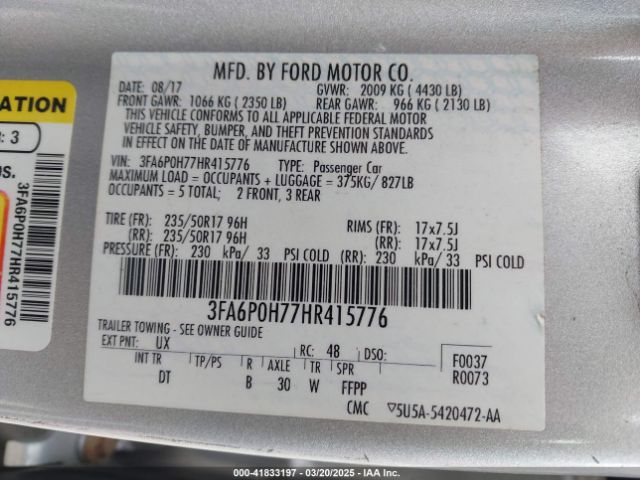 MFD. BY FORD MOTOR CO.
DATE: 08/17 GVWR: 2009 KG ( 4430 LB)
FRONT GAWR: 1066 KG ( 2350 LB) REAR GAWR: 966 KG ( 2130 LB)
THIS VEHICLE CONFORMS TO ALL APPLICABLE FEDERAL MOTOR
VEHICLE SAFETY, BUMPER, AND THEFT PREVENTION STANDARDS
IN EFFECT ON THE DATE OF MANUFACTURE SHOWN ABOVE.
VIN: 3FA6P0H77HR415776 TYPE: Passenger Car
MAXIMUM LOAD = OCCUPANTS + LUGGAGE = 375KG/ 827LB
OCCUPANTS = 5 TOTAL; 2 FRONT, 3 REAR
TIRE (FR): 235/50R17 96H RIMS (FR): 17x7.5J
(RR): 235/50R17 96H (RR): 17x7.5J
PRESSURE (FR): 230 kPa/ 33 PSI COLD (RR): 230 kPa/ 33 PSI COLD
3FA6P0H77HR415776
TRAILER TOWING - SEE OWNER GUIDE
EXT PNT: UX RC: 48 DSO: F0037
INT TR TP/PS R AXLE TR SPR R0073
DT B 30 W FFPP
CMC ▽5U5A-5420472-AA
ATION
: 3
3FA6P0H77HR415776
000-41833197 | 03/20/2025 | IAA Inc.